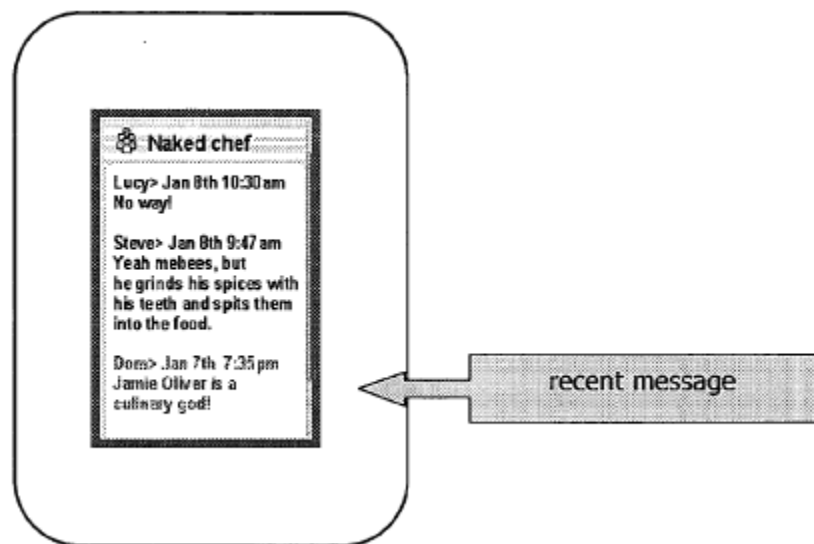 Naked chef
Lucy> Jan 8th 10:30am
No way!
Steve> Jan 8th 9:47am
Yeah mebees, but
he grinds his spices with
his teeth and spits them
into the food.
Dom> Jan 7th 7:35pm
Jamie Oliver is a
culinary god!
recent message